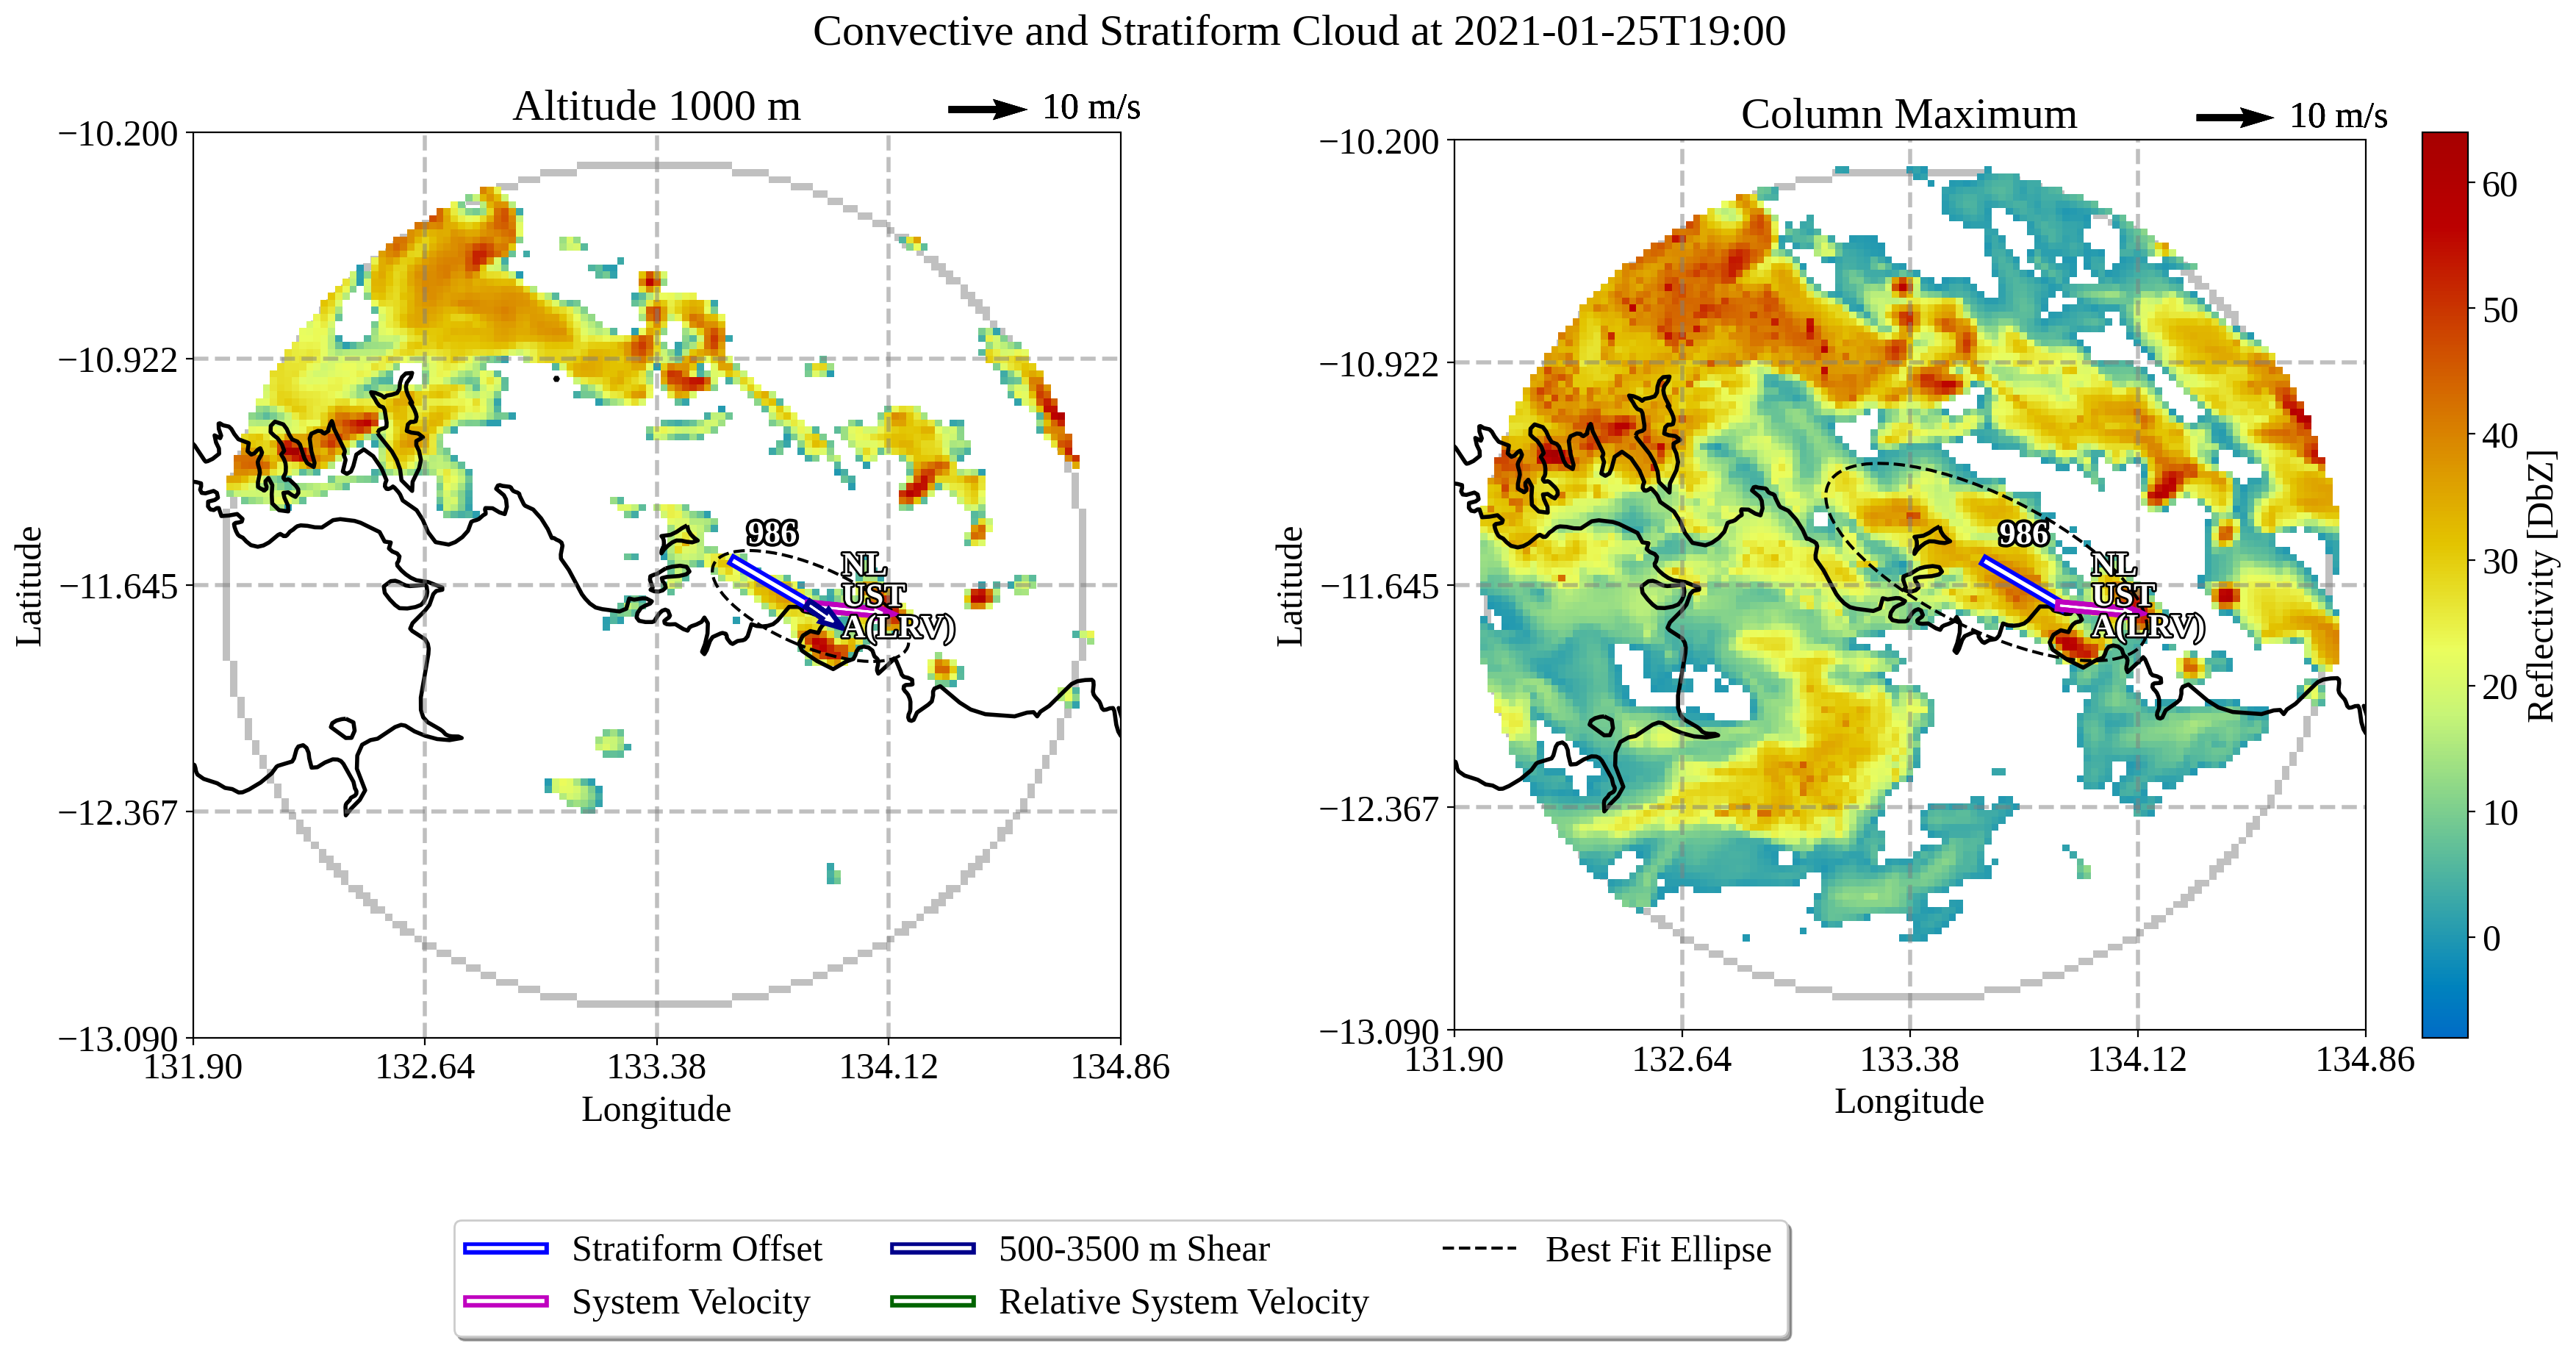 Convective and Stratiform Cloud at 2021-01-25T19:00
Altitude 1000 m
10 m/s
−10.200
−10.922
−11.645
−12.367
−13.090
131.90
132.64
133.38
134.12
134.86
Latitude
Longitude
986
NL
UST
A(LRV)
Column Maximum
10 m/s
−10.200
−10.922
−11.645
−12.367
−13.090
131.90
132.64
133.38
134.12
134.86
Latitude
Longitude
986
NL
UST
A(LRV)
60
50
40
30
20
10
0
Reflectivity [DbZ]
Stratiform Offset
System Velocity
500-3500 m Shear
Relative System Velocity
Best Fit Ellipse